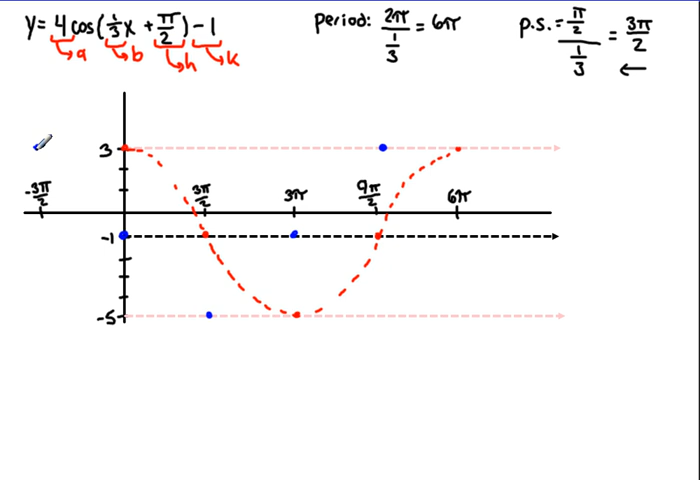 y= 4cos(1/3x + π/2) - 1
a b h k
period: 2π/(1/3) = 6π
p.s. = (π/2)/(1/3) = 3π/2
←
3
-3π/2 3π/2 3π 9π/2 6π
-1
-5